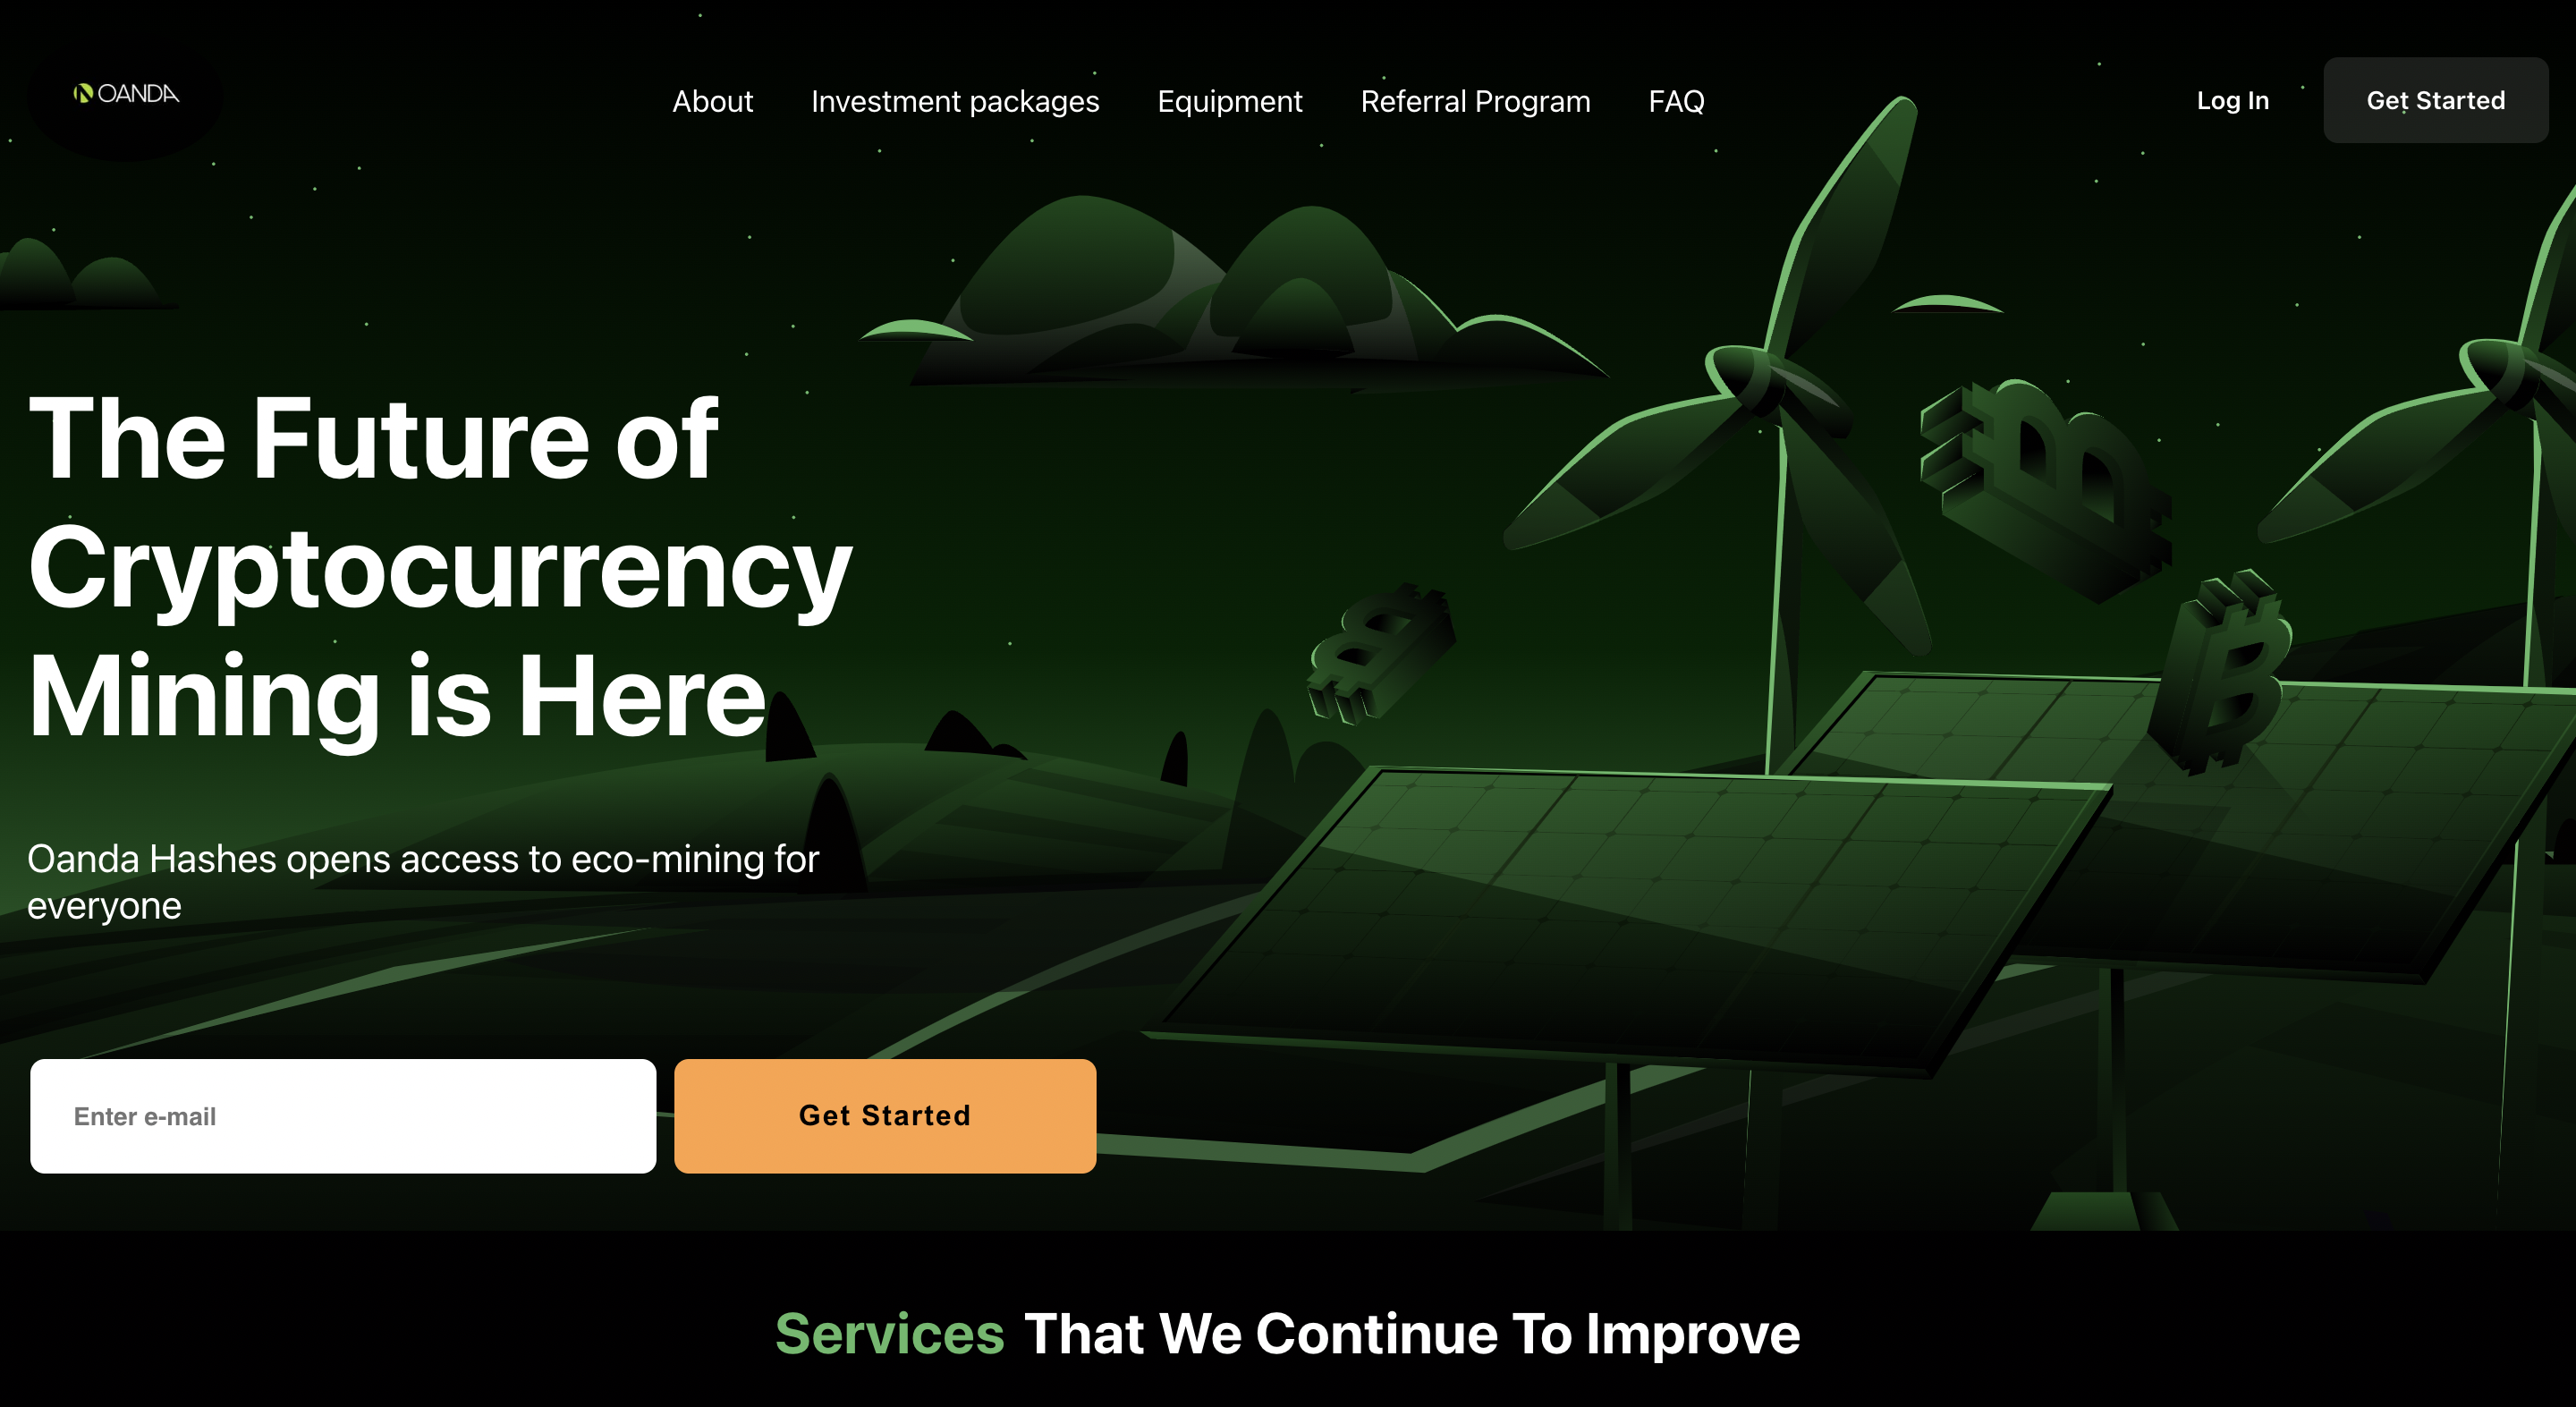 OANDA
About
Investment packages
Equipment
Referral Program
FAQ
Log In
Get Started
The Future of
Cryptocurrency
Mining is Here
Oanda Hashes opens access to eco-mining for
everyone
Enter e-mail
Get Started
Services That We Continue To Improve